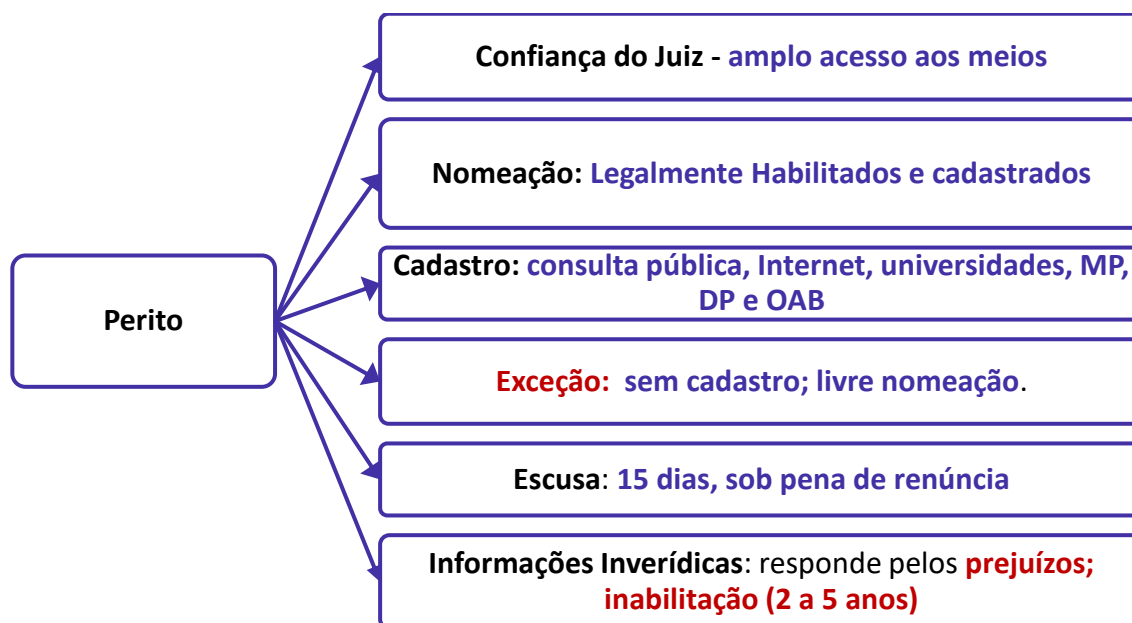 Perito
Confiança do Juiz - amplo acesso aos meios
Nomeação: Legalmente Habilitados e cadastrados
Cadastro: consulta pública, Internet, universidades, MP,
DP e OAB
Exceção: sem cadastro; livre nomeação.
Escusa: 15 dias, sob pena de renúncia
Informações Inverídicas: responde pelos prejuízos;
inabilitação (2 a 5 anos)